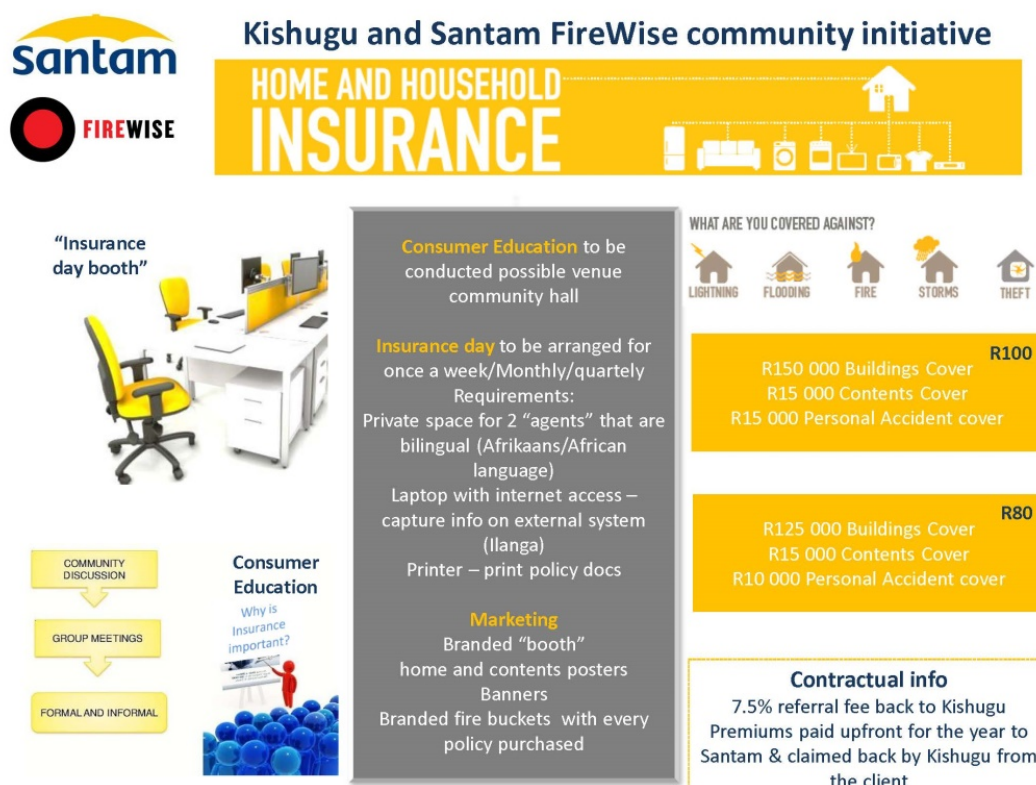 santam
FIREWISE
Kishugu and Santam FireWise community initiative
HOME AND HOUSEHOLD
INSURANCE
"Insurance
day booth"
COMMUNITY
DISCUSSION
GROUP MEETINGS
FORMAL AND INFORMAL
Consumer
Education
Why is
Insurance
important?
Consumer Education to be
conducted possible venue
community hall
Insurance day to be arranged for
once a week/Monthly/quartely
Requirements:
Private space for 2 "agents" that are
bilingual (Afrikaans/African
language)
Laptop with internet access –
capture info on external system
(Ilanga)
Printer – print policy docs
Marketing
Branded "booth"
home and contents posters
Banners
Branded fire buckets with every
policy purchased
WHAT ARE YOU COVERED AGAINST?
LIGHTNING
FLOODING
FIRE
STORMS
THEFT
R100
R150 000 Buildings Cover
R15 000 Contents Cover
R15 000 Personal Accident cover
R80
R125 000 Buildings Cover
R15 000 Contents Cover
R10 000 Personal Accident cover
Contractual info
7.5% referral fee back to Kishugu
Premiums paid upfront for the year to
Santam & claimed back by Kishugu from
the client